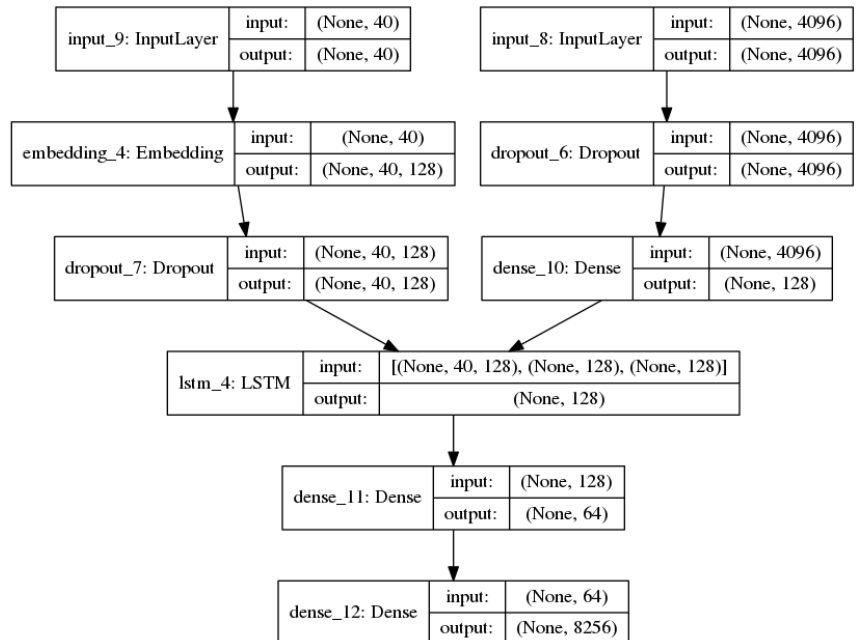 input_9: InputLayer
input: (None, 40)
output: (None, 40)
input_8: InputLayer
input: (None, 4096)
output: (None, 4096)
embedding_4: Embedding
input: (None, 40)
output: (None, 40, 128)
dropout_6: Dropout
input: (None, 4096)
output: (None, 4096)
dropout_7: Dropout
input: (None, 40, 128)
output: (None, 40, 128)
dense_10: Dense
input: (None, 4096)
output: (None, 128)
lstm_4: LSTM
input: [(None, 40, 128), (None, 128), (None, 128)]
output: (None, 128)
dense_11: Dense
input: (None, 128)
output: (None, 64)
dense_12: Dense
input: (None, 64)
output: (None, 8256)